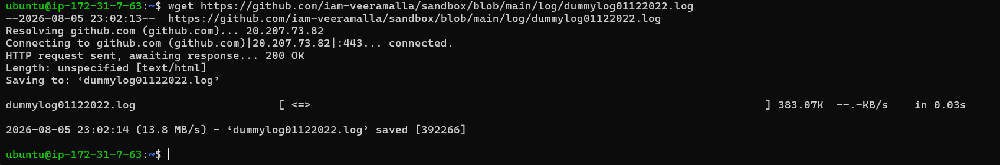 ubuntu@ip-172-31-7-63:~$ wget https://github.com/iam-veeramalla/sandbox/blob/main/log/dummylog01122022.log
--2026-08-05 23:02:13--  https://github.com/iam-veeramalla/sandbox/blob/main/log/dummylog01122022.log
Resolving github.com (github.com)... 20.207.73.82
Connecting to github.com (github.com)|20.207.73.82|:443... connected.
HTTP request sent, awaiting response... 200 OK
Length: unspecified [text/html]
Saving to: ‘dummylog01122022.log’
dummylog01122022.log                      [ <=>                                                                      ] 383.07K  --.-KB/s    in 0.03s
2026-08-05 23:02:14 (13.8 MB/s) - ‘dummylog01122022.log’ saved [392266]
ubuntu@ip-172-31-7-63:~$